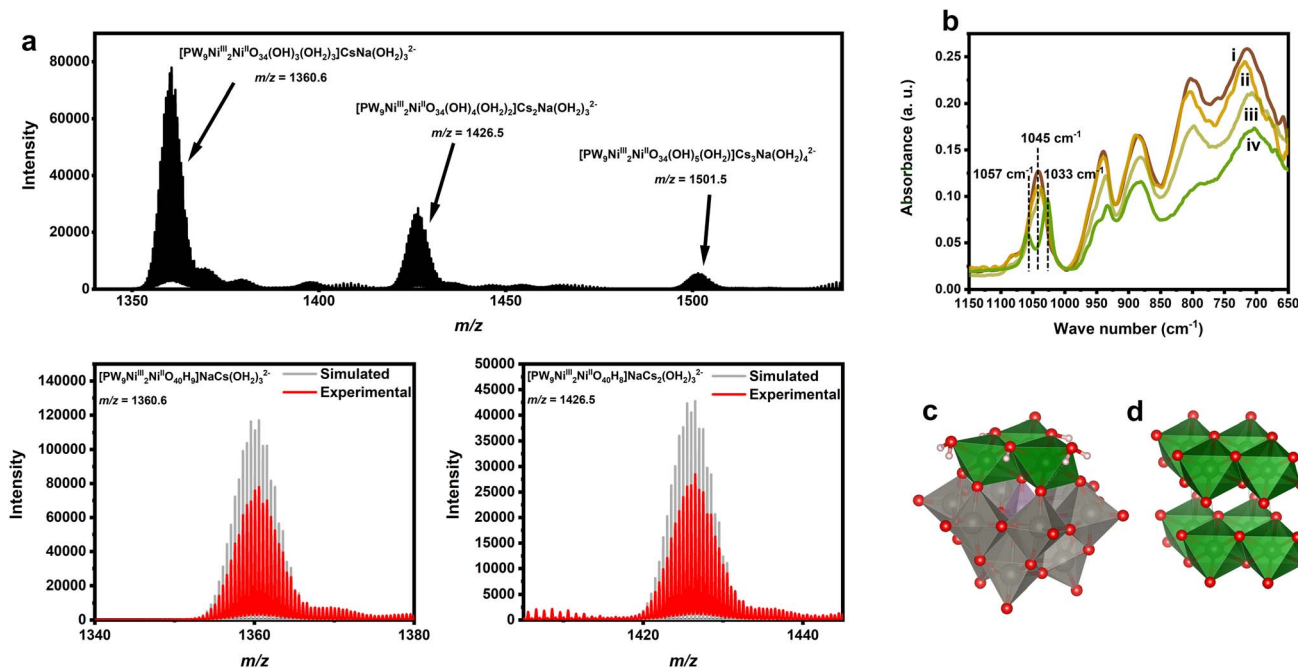 a
[PW₉Niᴵᴵᴵ₂NiᴵᴵO₃₄(OH)₃(OH₂)₃]CsNa(OH₂)₃²⁻
m/z = 1360.6
[PW₉Niᴵᴵᴵ₂NiᴵᴵO₃₄(OH)₄(OH₂)₂]Cs₂Na(OH₂)₃²⁻
m/z = 1426.5
[PW₉Niᴵᴵᴵ₂NiᴵᴵO₃₄(OH)₅(OH₂)]Cs₃Na(OH₂)₄²⁻
m/z = 1501.5
Intensity
80000
60000
40000
20000
0
1350 1400 1450 1500
m/z
b
Absorbance (a. u.)
0.25
0.20
0.15
0.10
0.05
0.00
i
ii
iii
iv
1045 cm⁻¹
1057 cm⁻¹
1033 cm⁻¹
1150 1100 1050 1000 950 900 850 800 750 700 650
Wave number (cm⁻¹)
[PW₉Niᴵᴵᴵ₂NiᴵᴵO₄₀H₉]NaCs(OH₂)₃²⁻
m/z = 1360.6
Simulated
Experimental
Intensity
140000
120000
100000
80000
60000
40000
20000
0
1340 1360 1380
m/z
[PW₉Niᴵᴵᴵ₂NiᴵᴵO₄₀H₈]NaCs₂(OH₂)₃²⁻
m/z = 1426.5
Simulated
Experimental
Intensity
50000
45000
40000
35000
30000
25000
20000
15000
10000
5000
0
1420 1440
m/z
c
d